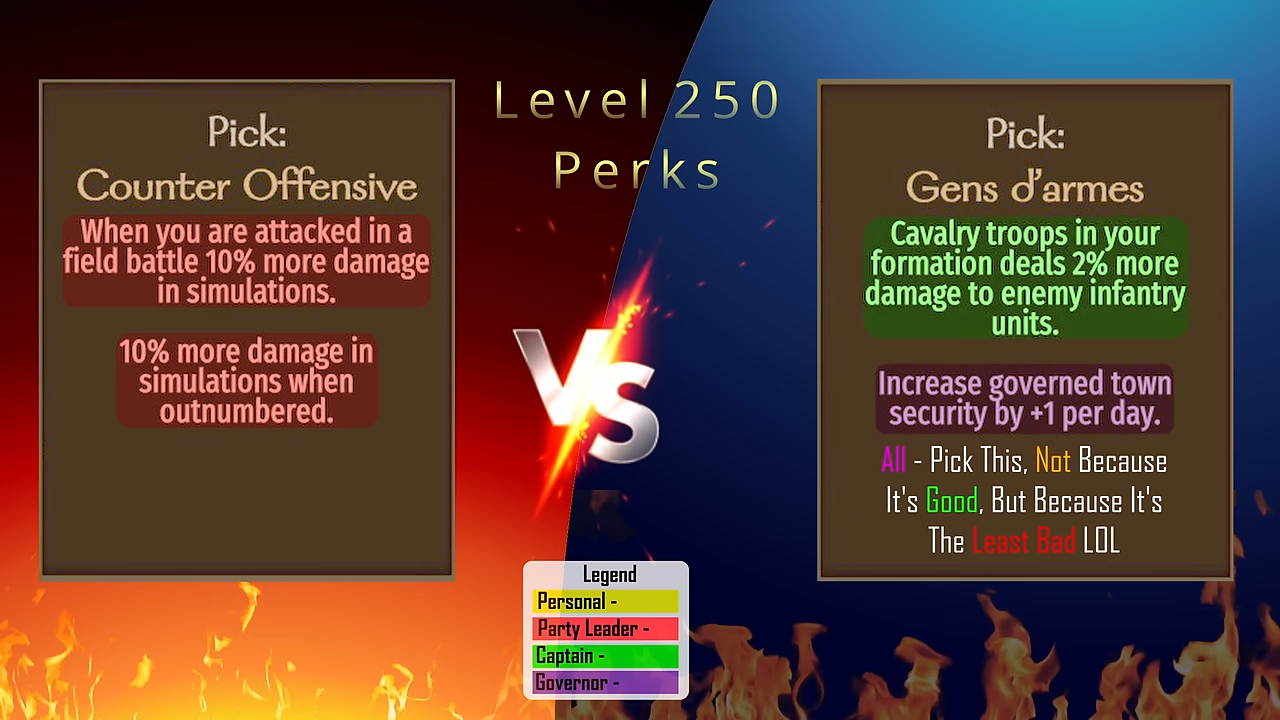 Level 250
Perks
Pick:
Counter Offensive
When you are attacked in a
field battle 10% more damage
in simulations.
10% more damage in
simulations when
outnumbered.
VS
Pick:
Gens d'armes
Cavalry troops in your
formation deals 2% more
damage to enemy infantry
units.
Increase governed town
security by +1 per day.
All - Pick This, Not Because
It's Good, But Because It's
The Least Bad LOL
Legend
Personal -
Party Leader -
Captain -
Governor -